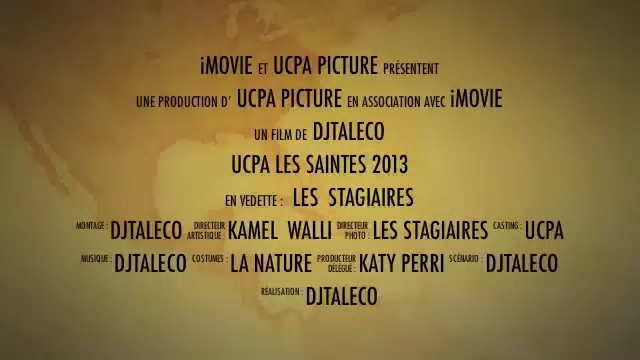 iMOVIE ET UCPA PICTURE PRÉSENTENT
UNE PRODUCTION D' UCPA PICTURE EN ASSOCIATION AVEC iMOVIE
UN FILM DE DJTALECO
UCPA LES SAINTES 2013
EN VEDETTE : LES STAGIAIRES
MONTAGE : DJTALECO DIRECTEUR ARTISTIQUE : KAMEL WALLI DIRECTEUR PHOTO : LES STAGIAIRES CASTING : UCPA
MUSIQUE : DJTALECO COSTUMES : LA NATURE PRODUCTEUR DÉLÉGUÉ : KATY PERRI SCÉNARIO : DJTALECO
RÉALISATION : DJTALECO